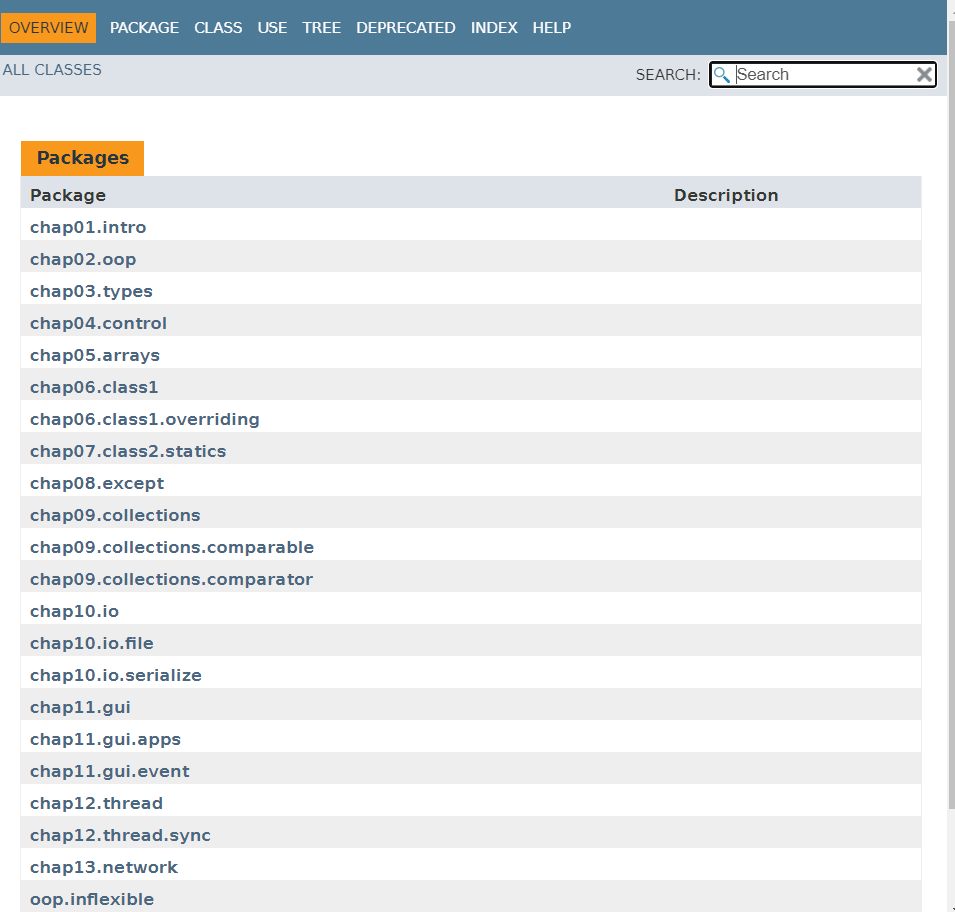 OVERVIEW PACKAGE CLASS USE TREE DEPRECATED INDEX HELP
ALL CLASSES SEARCH: Search
Packages
Package Description
chap01.intro
chap02.oop
chap03.types
chap04.control
chap05.arrays
chap06.class1
chap06.class1.overriding
chap07.class2.statics
chap08.except
chap09.collections
chap09.collections.comparable
chap09.collections.comparator
chap10.io
chap10.io.file
chap10.io.serialize
chap11.gui
chap11.gui.apps
chap11.gui.event
chap12.thread
chap12.thread.sync
chap13.network
oop.inflexible